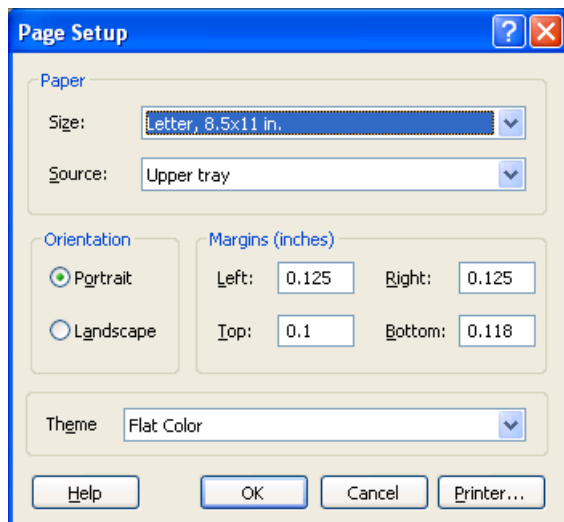 Page Setup
Paper
Size: Letter, 8.5x11 in.
Source: Upper tray
Orientation
Portrait
Landscape
Margins (inches)
Left: 0.125 Right: 0.125
Top: 0.1 Bottom: 0.118
Theme Flat Color
Help OK Cancel Printer...